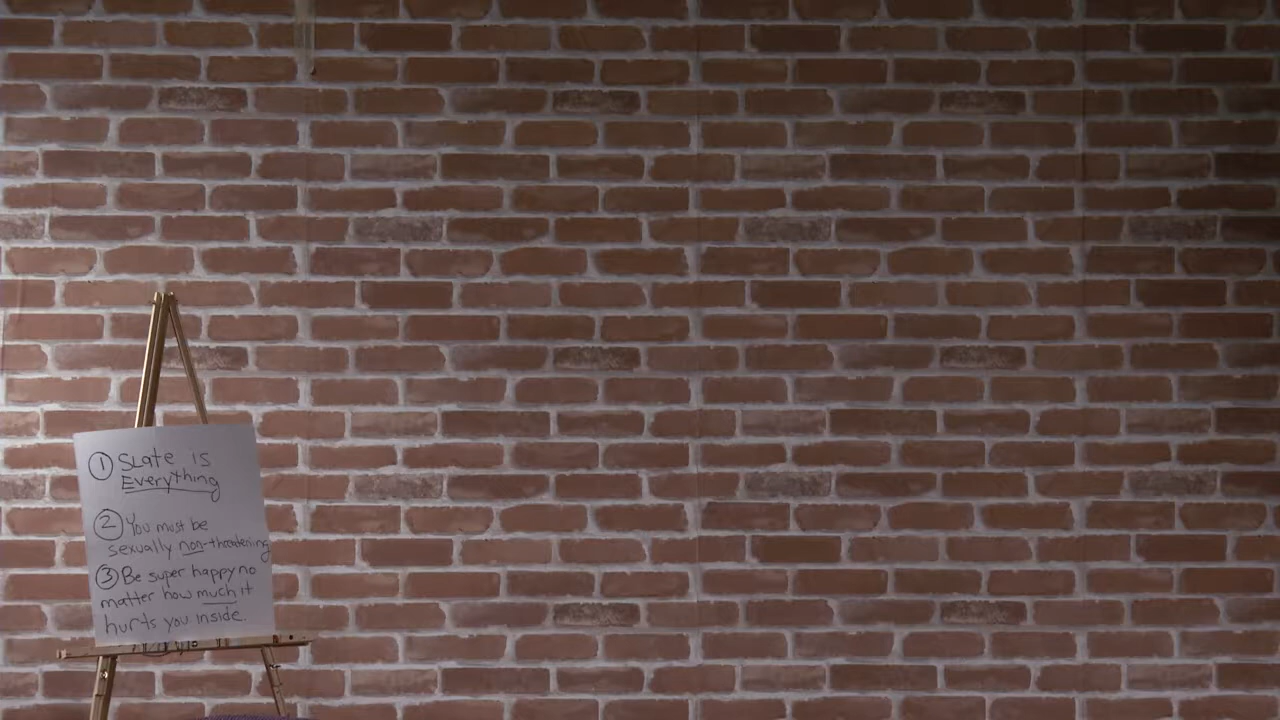 ① Slate is
Everything
② You must be
sexually non-threatening
③ Be super happy no
matter how much it
hurts you inside.